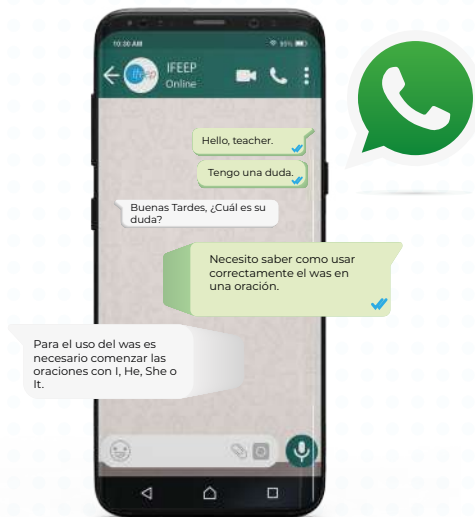 10:20 AM
IFEEP
Online
Hello, teacher.
Tengo una duda.
Buenas Tardes, ¿Cuál es su
duda?
Necesito saber como usar
correctamente el was en
una oración.
Para el uso del was es
necesario comenzar las
oraciones con I, He, She o
It.